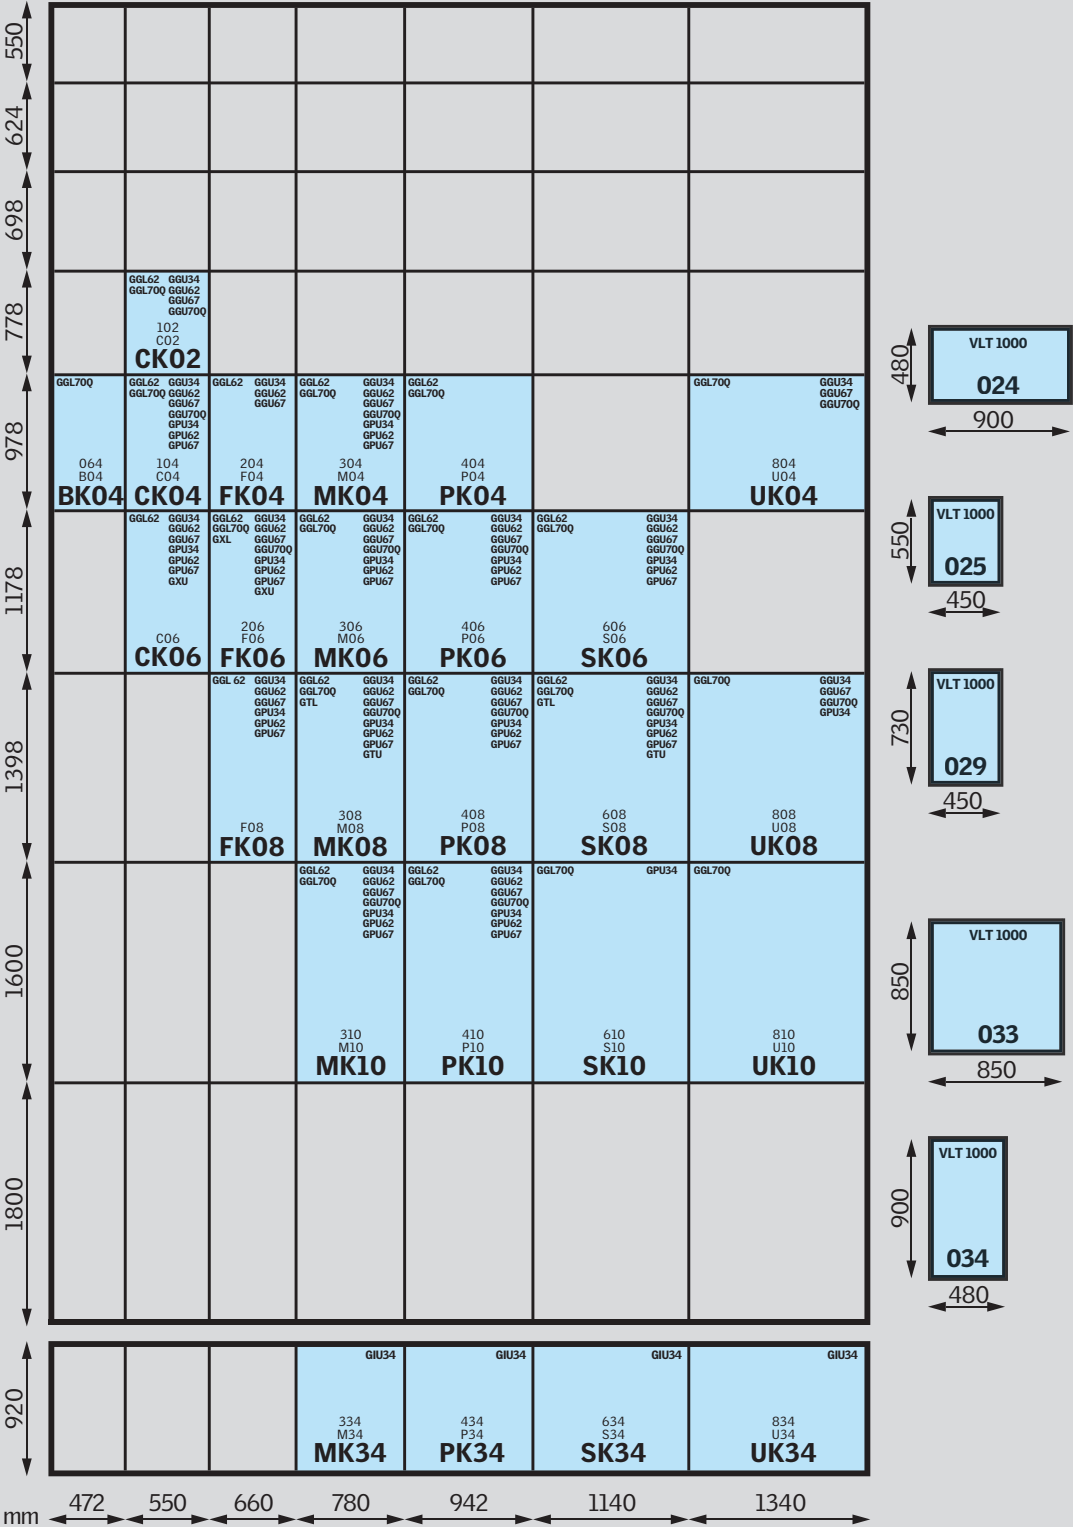 550
624
698
778
GGL62 GGU34
GGL70Q GGU62
GGU67
GGU70Q
102
C02
CK02
978
GGL70Q
064
B04
BK04
GGL62 GGU34
GGL70Q GGU62
GGU67
GGU70Q
GPU34
GPU62
GPU67
104
C04
CK04
GGL62 GGU34
GGU62
GGU67
204
F04
FK04
GGL62 GGU34
GGL70Q GGU62
GGU67
GGU70Q
GPU34
GPU62
GPU67
304
M04
MK04
GGL62
GGL70Q
404
P04
PK04
GGL70Q GGU34
GGU67
GGU70Q
804
U04
UK04
1178
GGL62 GGU34
GGU62
GGU67
GPU34
GPU62
GPU67
GXU
C06
CK06
GGL62 GGU34
GGL70Q GGU62
GXL GGU67
GGU70Q
GPU34
GPU62
GPU67
GXU
206
F06
FK06
GGL62 GGU34
GGL70Q GGU62
GGU67
GGU70Q
GPU34
GPU62
GPU67
306
M06
MK06
GGL62 GGU34
GGL70Q GGU62
GGU67
GGU70Q
GPU34
GPU62
GPU67
406
P06
PK06
GGL62 GGU34
GGL70Q GGU62
GGU67
GGU70Q
GPU34
GPU62
GPU67
606
S06
SK06
1398
GGL 62 GGU34
GGU62
GGU67
GPU34
GPU62
GPU67
F08
FK08
GGL62 GGU34
GGL70Q GGU62
GTL GGU67
GGU70Q
GPU34
GPU62
GPU67
GTU
308
M08
MK08
GGL62 GGU34
GGL70Q GGU62
GGU67
GGU70Q
GPU34
GPU62
GPU67
408
P08
PK08
GGL62 GGU34
GGL70Q GGU62
GTL GGU67
GGU70Q
GPU34
GPU62
GPU67
GTU
608
S08
SK08
GGL70Q GGU34
GGU67
GGU70Q
GPU34
808
U08
UK08
1600
GGL62 GGU34
GGL70Q GGU62
GGU67
GGU70Q
GPU34
GPU62
GPU67
310
M10
MK10
GGL62 GGU34
GGL70Q GGU62
GGU67
GGU70Q
GPU34
GPU62
GPU67
410
P10
PK10
GGL70Q GPU34
610
S10
SK10
GGL70Q
810
U10
UK10
1800
920
GIU34
334
M34
MK34
GIU34
434
P34
PK34
GIU34
634
S34
SK34
GIU34
834
U34
UK34
mm 472 550 660 780 942 1140 1340
480
VLT 1000
024
900
550
VLT 1000
025
450
730
VLT 1000
029
450
850
VLT 1000
033
850
900
VLT 1000
034
480